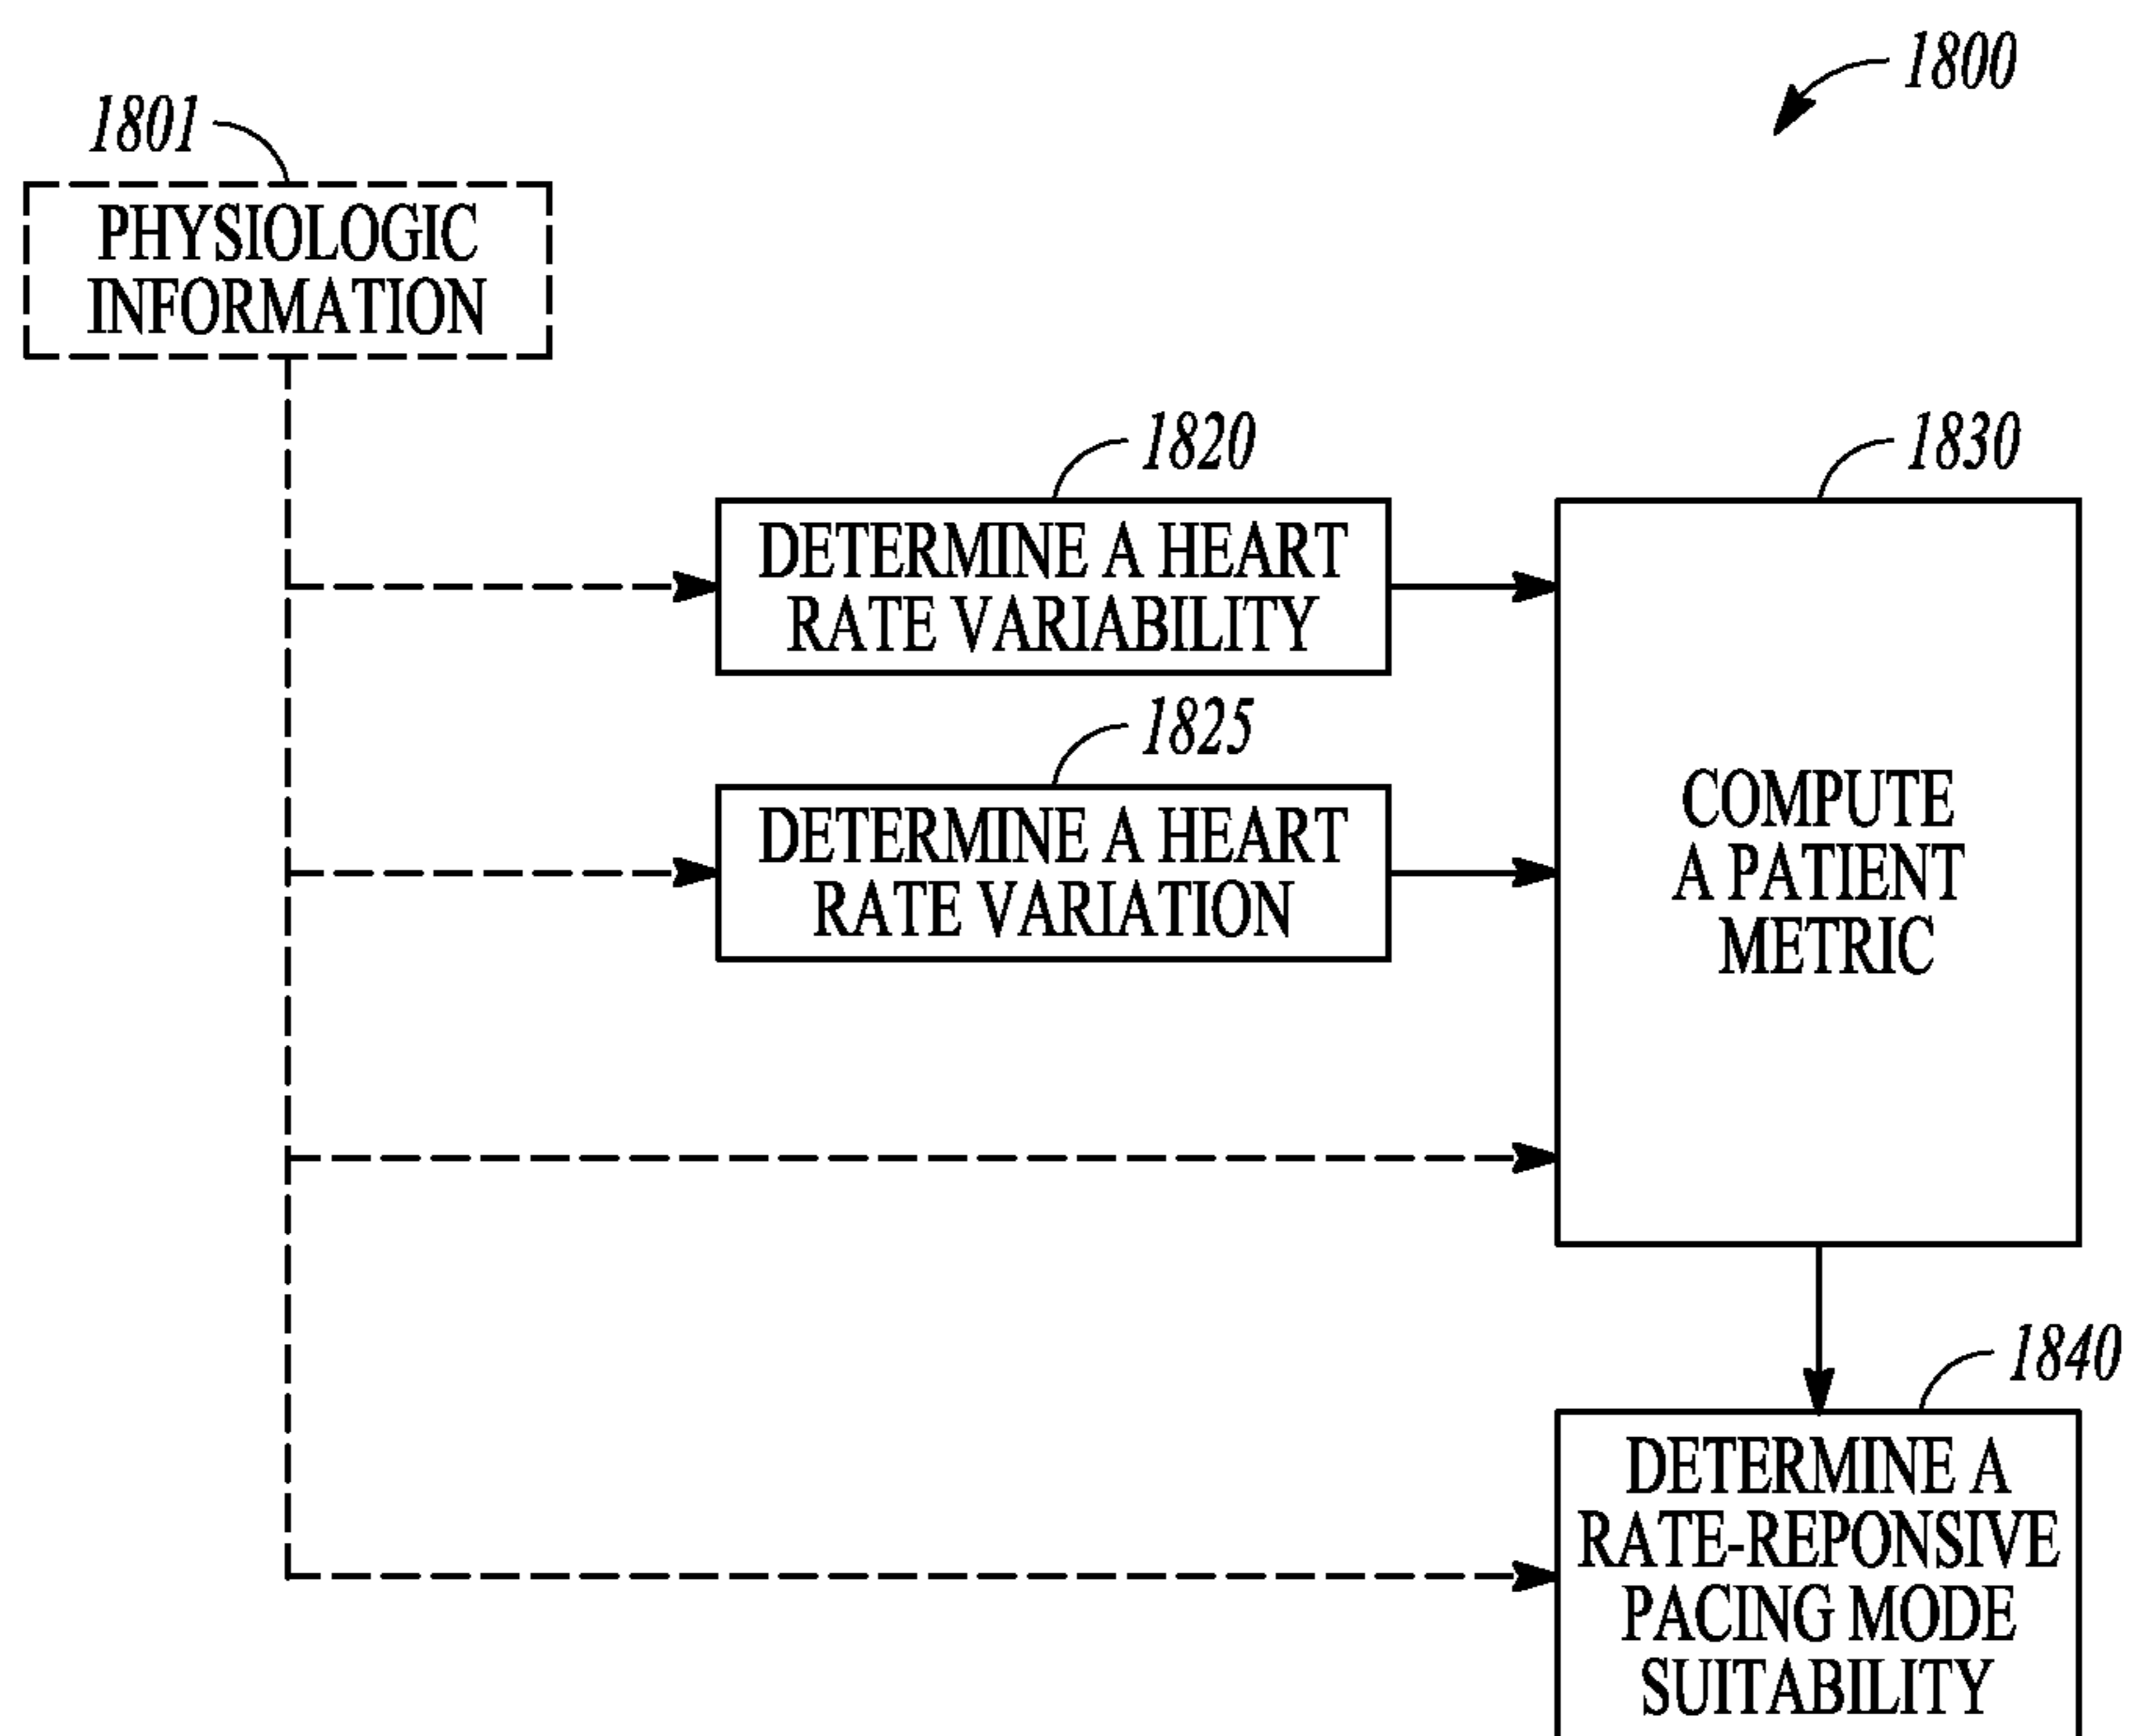 1800
1801
PHYSIOLOGIC
INFORMATION
1820
DETERMINE A HEART
RATE VARIABILITY
1830
COMPUTE
A PATIENT
METRIC
1825
DETERMINE A HEART
RATE VARIATION
1840
DETERMINE A
RATE-REPONSIVE
PACING MODE
SUITABILITY